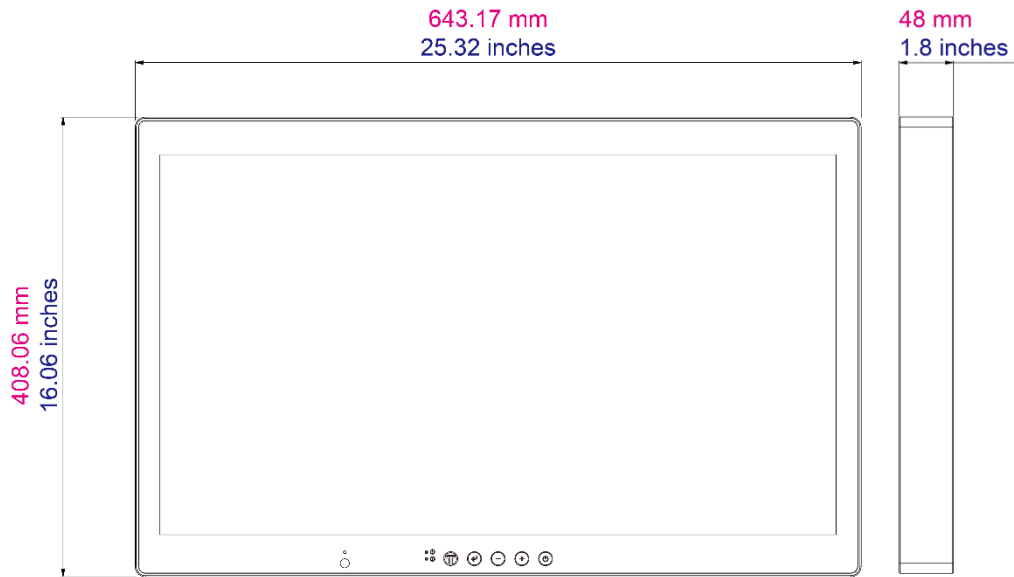 643.17 mm
25.32 inches
48 mm
1.8 inches
408.06 mm
16.06 inches